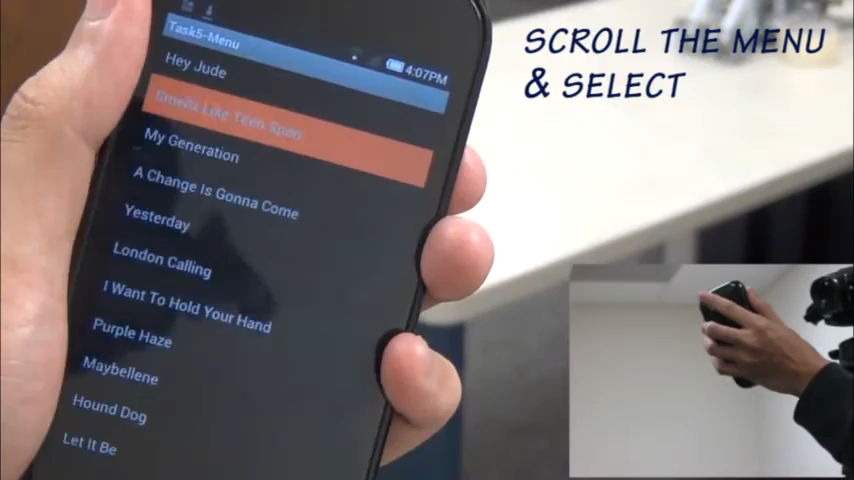 SCROLL THE MENU
& SELECT
4:07PM
Task5-Menu
Hey Jude
Smells Like Teen Spirit
My Generation
A Change Is Gonna Come
Yesterday
London Calling
I Want To Hold Your Hand
Purple Haze
Maybellene
Hound Dog
Let It Be